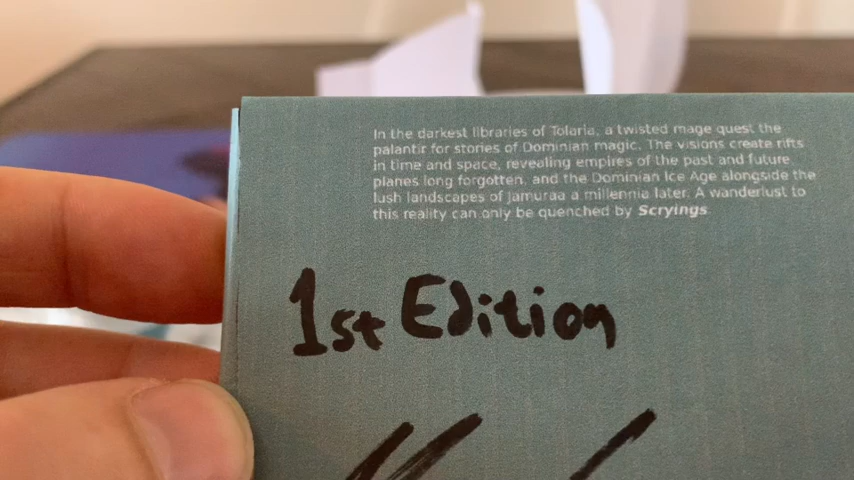 In the darkest libraries of Tolaria, a twisted mage quest the
palantir for stories of Dominian magic. The visions create rifts
in time and space, revealing empires of the past and future,
planes long forgotten, and the Dominian Ice Age alongside the
lush landscapes of Jamuraa a millennia later. A wanderlust to
this reality can only be quenched by Scryings.
1st Edition